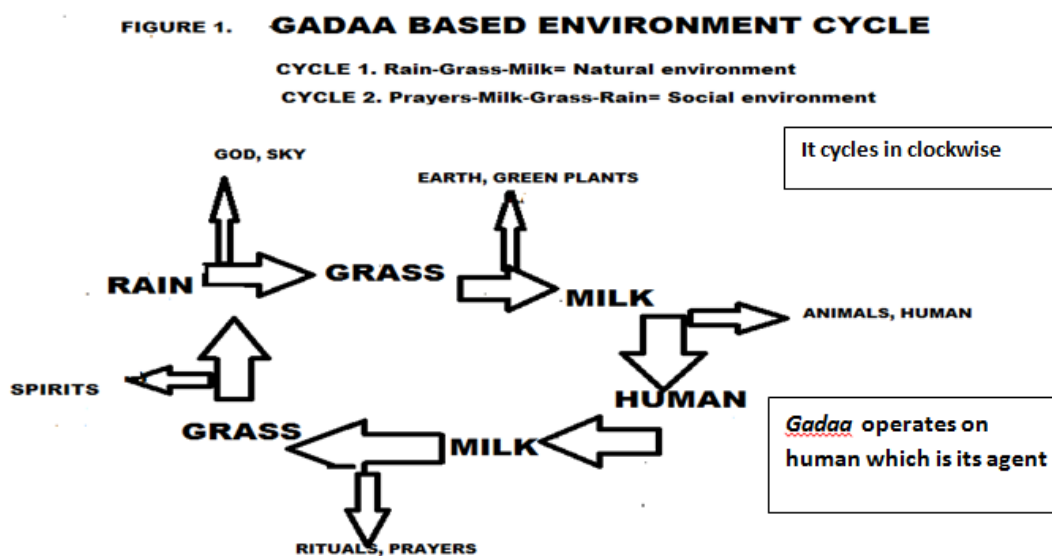 FIGURE 1. GADAA BASED ENVIRONMENT CYCLE
CYCLE 1. Rain-Grass-Milk= Natural environment
CYCLE 2. Prayers-Milk-Grass-Rain= Social environment
It cycles in clockwise
GOD, SKY
EARTH, GREEN PLANTS
RAIN
GRASS
MILK
ANIMALS, HUMAN
SPIRITS
HUMAN
GRASS
MILK
Gadaa operates on
human which is its agent
RITUALS, PRAYERS